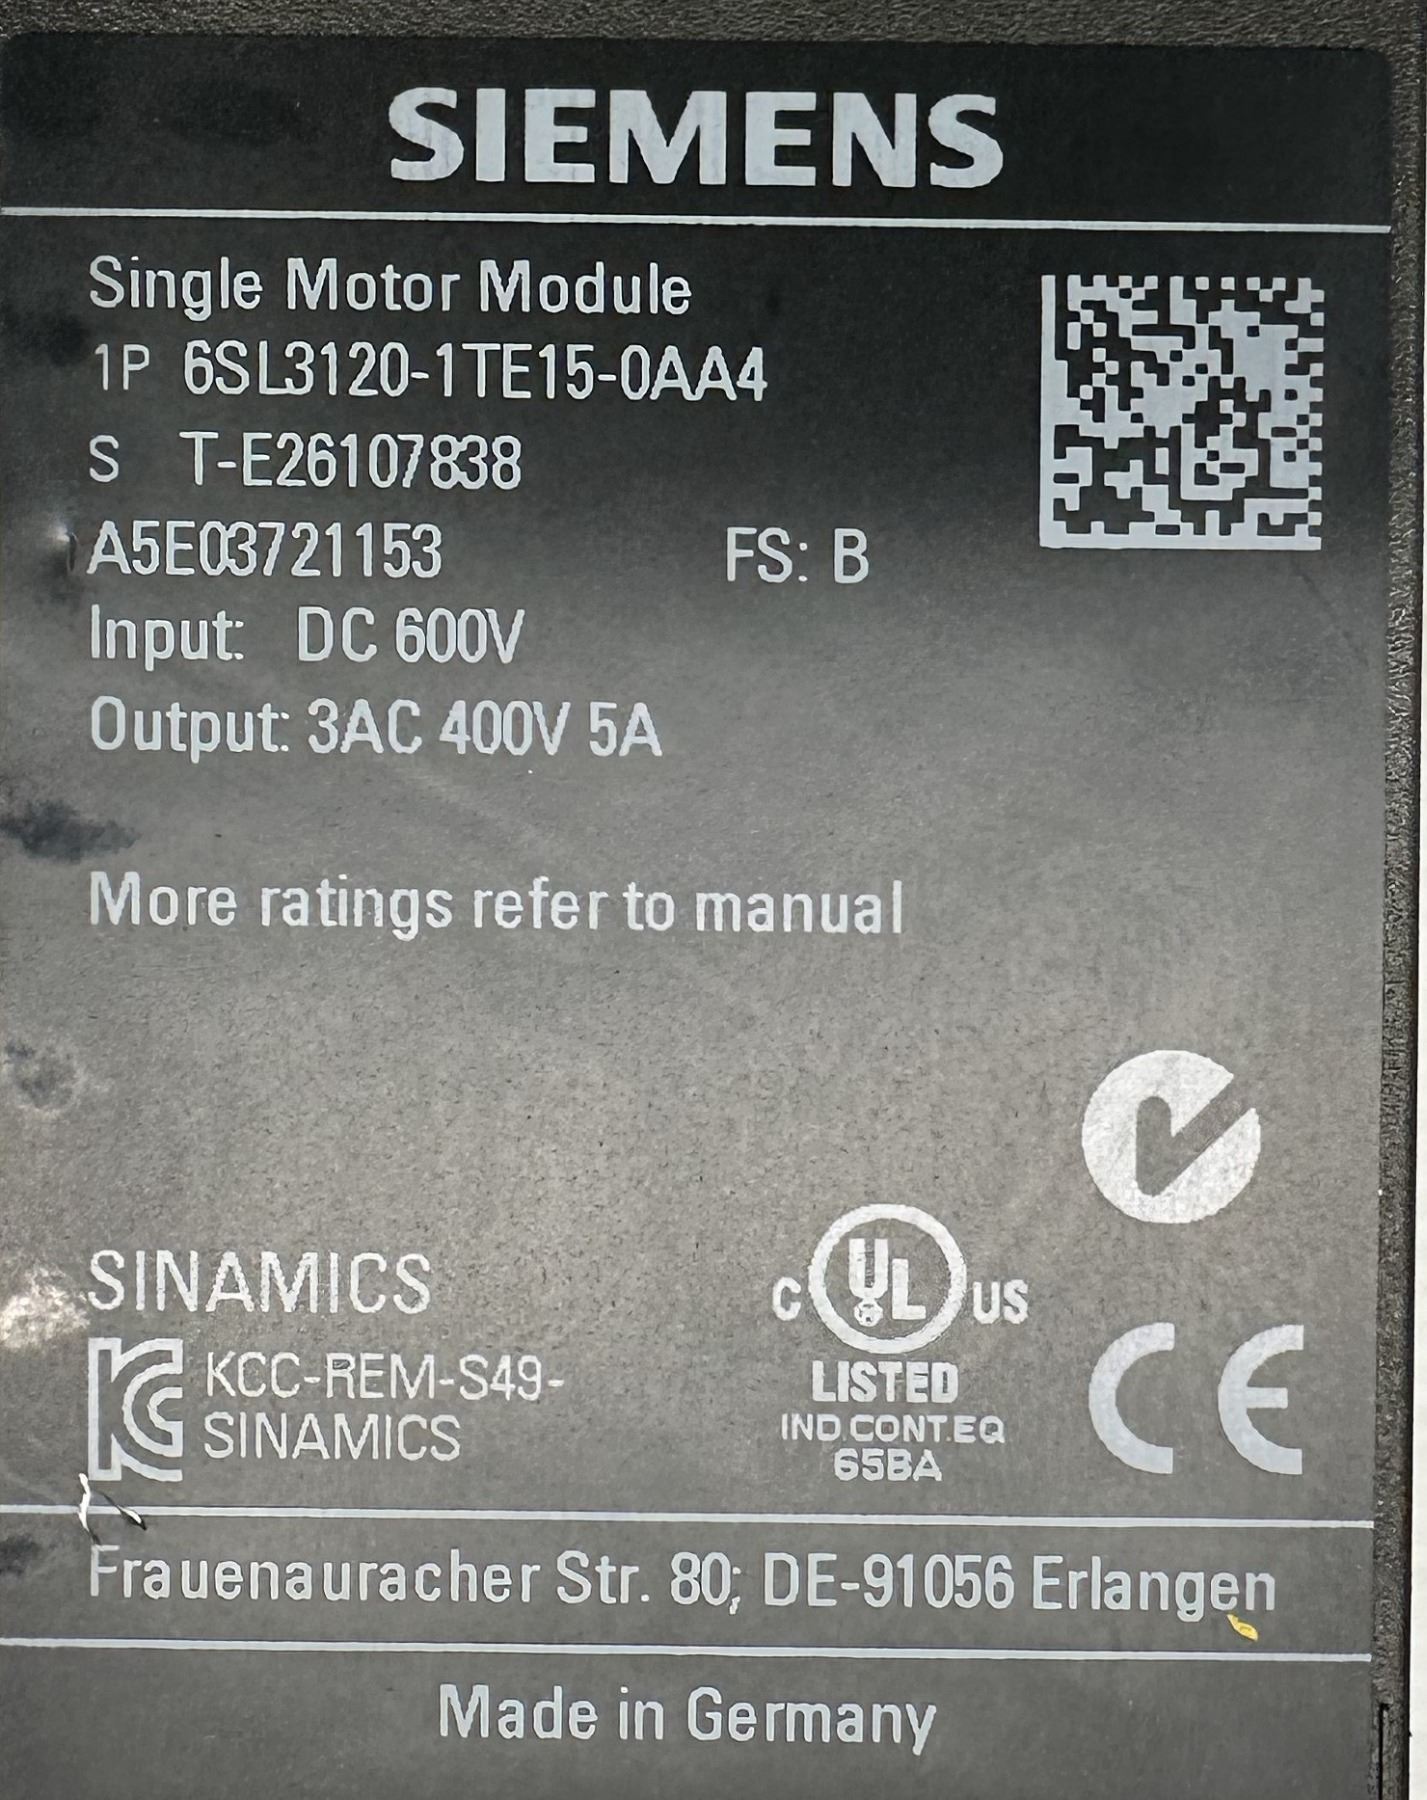 SIEMENS
Single Motor Module
1P 6SL3120-1TE15-0AA4
S T-E26107838
A5E03721153 FS: B
Input: DC 600V
Output: 3AC 400V 5A
More ratings refer to manual
SINAMICS
KCC-REM-S49-
SINAMICS
C UL US
LISTED
IND.CONT.EQ
65BA
CE
Frauenauracher Str. 80; DE-91056 Erlangen
Made in Germany